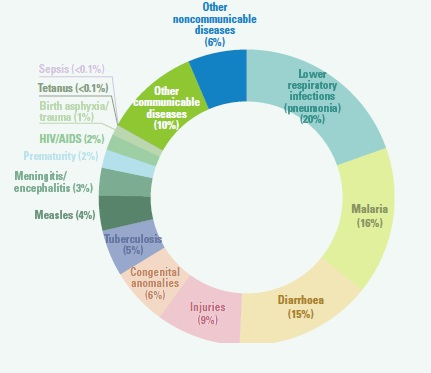 Other
noncommunicable
diseases
(6%)
Lower
respiratory
infections
(pneumonia)
(20%)
Malaria
(16%)
Diarrhoea
(15%)
Injuries
(9%)
Congenital
anomalies
(6%)
Tuberculosis
(5%)
Measles (4%)
Meningitis/
encephalitis (3%)
Prematurity (2%)
HIV/AIDS (2%)
Birth asphyxia/
trauma (1%)
Tetanus (<0.1%)
Sepsis (<0.1%)
Other
communicable
diseases
(10%)